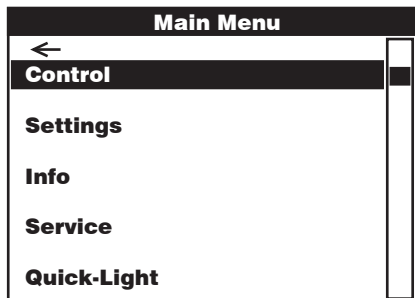 Main Menu
Control
Settings
Info
Service
Quick-Light